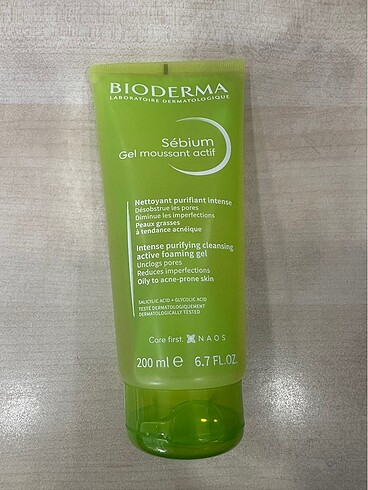 BIODERMA
LABORATOIRE DERMATOLOGIQUE
Sébium
Gel moussant actif
Nettoyant purifiant intense
Désobstrue les pores
Diminue les imperfections
Peaux grasses
à tendance acnéique
Intense purifying cleansing
active foaming gel
Unclogs pores
Reduces imperfections
Oily to acne-prone skin
SALICYLIC ACID + GLYCOLIC ACID
TESTÉ DERMATOLOGIQUEMENT
DERMATOLOGICALLY TESTED
Care first. NAOS
200 ml ℮ 6.7 FL.OZ.